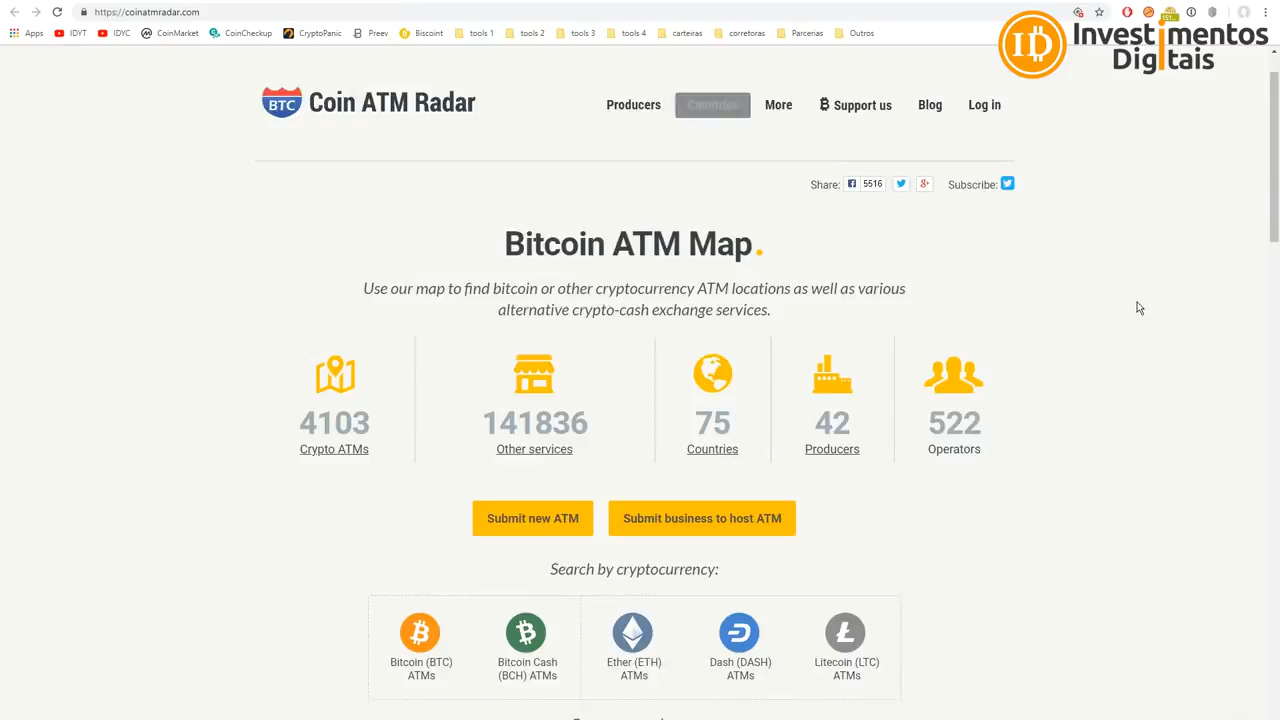 https://coinatmradar.com
Apps IDYT IDYC CoinMarket CoinCheckup CryptoPanic Preev Biscoint tools 1 tools 2 tools 3 tools 4 carteiras corretoras Parcerias Outros
ID Investimentos
Digitais
BTC Coin ATM Radar Producers Countries More Support us Blog Log in
Share: 5516 Subscribe:
Bitcoin ATM Map.
Use our map to find bitcoin or other cryptocurrency ATM locations as well as various
alternative crypto-cash exchange services.
4103 141836 75 42 522
Crypto ATMs Other services Countries Producers Operators
Submit new ATM Submit business to host ATM
Search by cryptocurrency:
Bitcoin (BTC) Bitcoin Cash Ether (ETH) Dash (DASH) Litecoin (LTC)
ATMs (BCH) ATMs ATMs ATMs ATMs